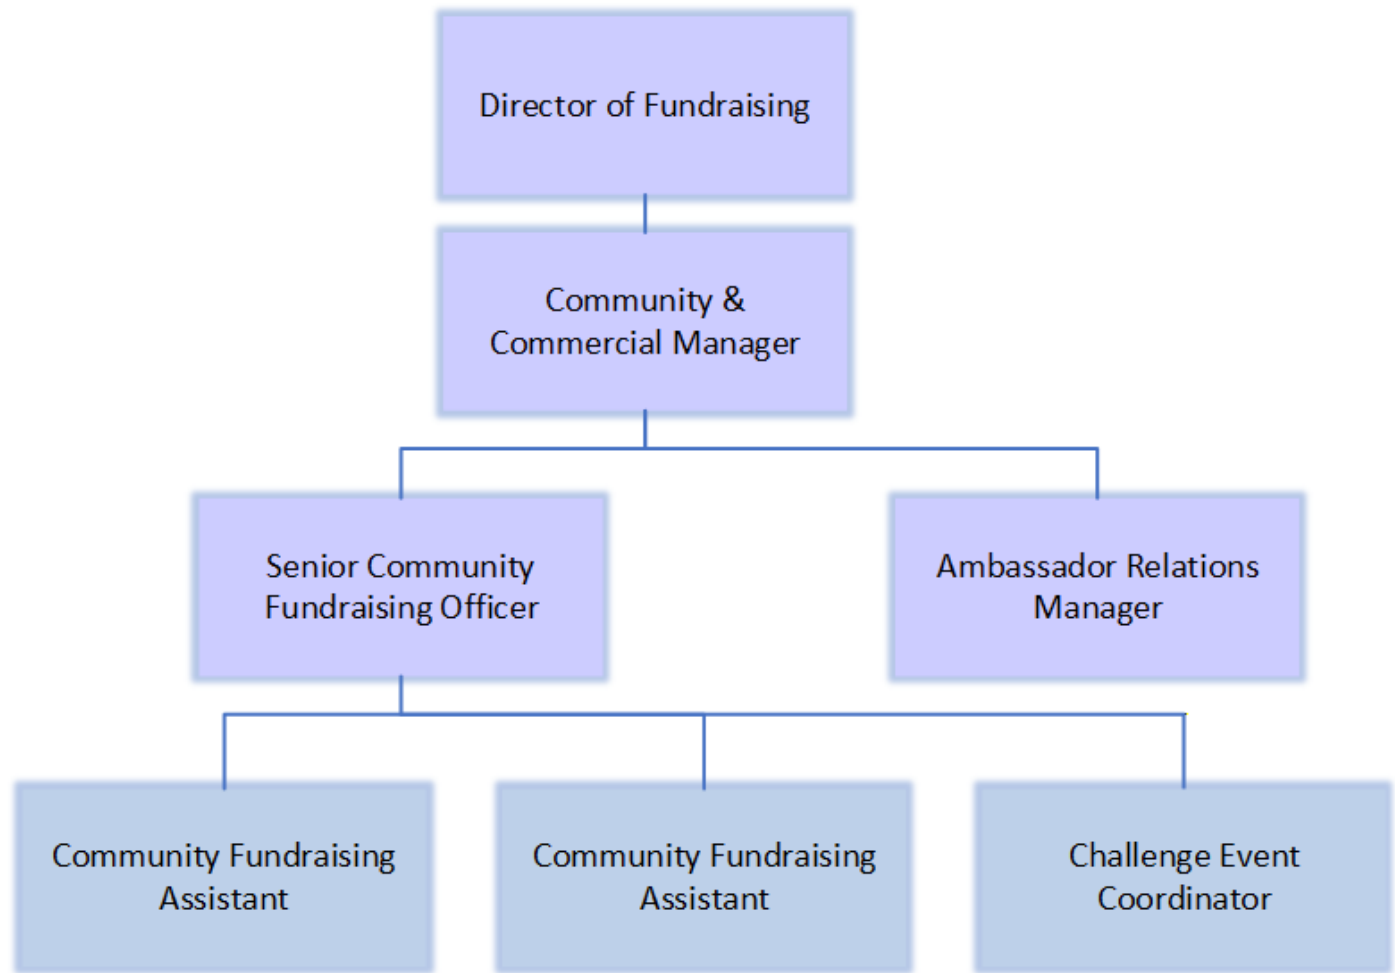 Director of Fundraising
Community &
Commercial Manager
Senior Community
Fundraising Officer
Ambassador Relations
Manager
Community Fundraising
Assistant
Community Fundraising
Assistant
Challenge Event
Coordinator